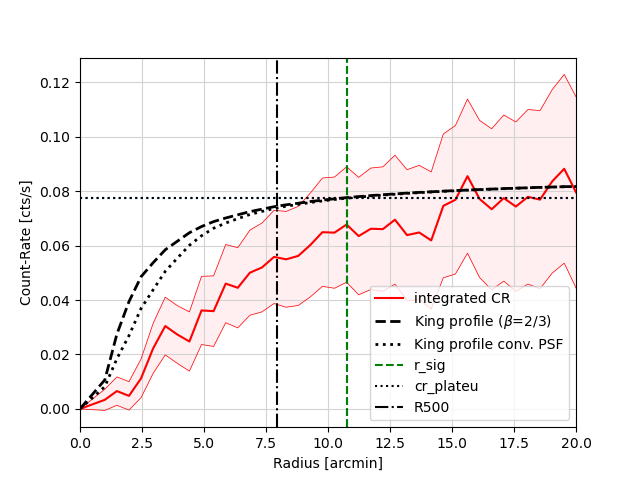 0.12
0.10
0.08
0.06
0.04
0.02
0.00
Count-Rate [cts/s]
integrated CR
King profile (β=2/3)
King profile conv. PSF
r_sig
cr_plateu
R500
0.0 2.5 5.0 7.5 10.0 12.5 15.0 17.5 20.0
Radius [arcmin]